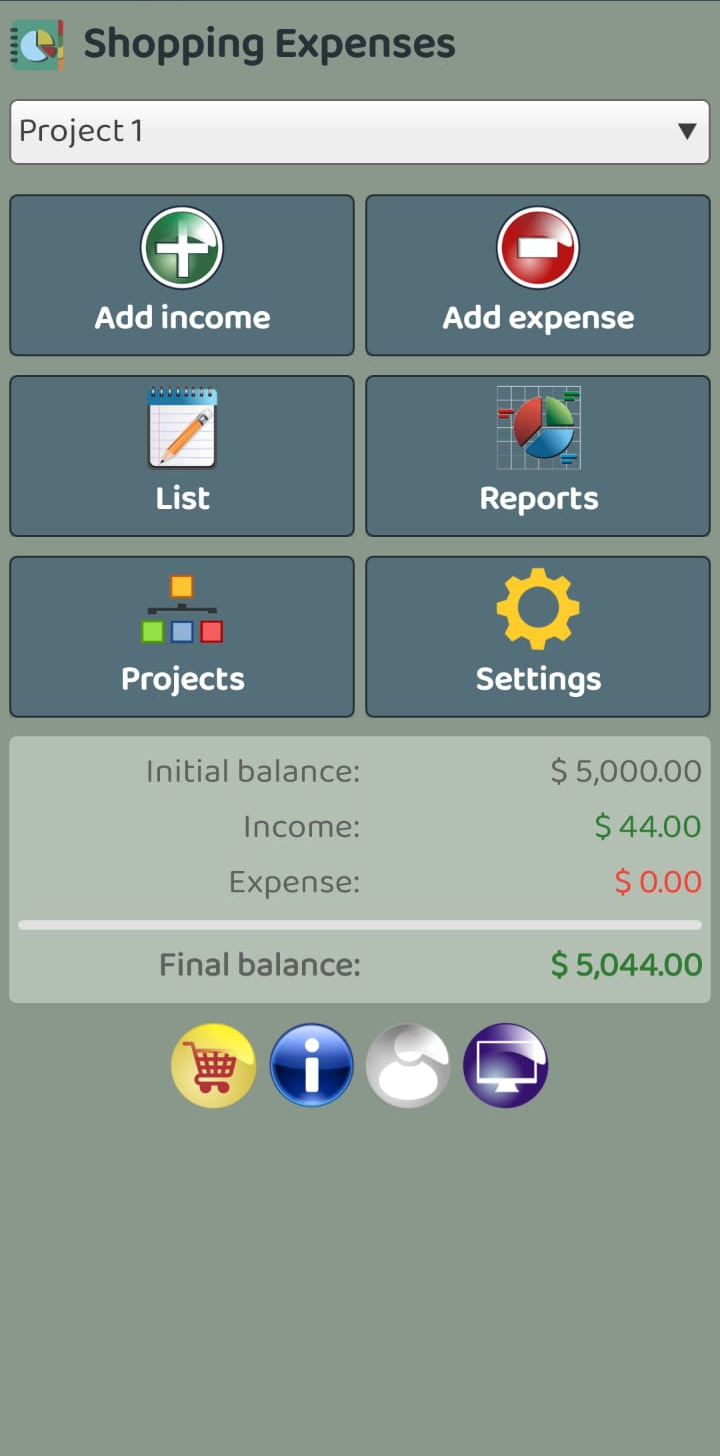 Shopping Expenses
Project 1
Add income
Add expense
List
Reports
Projects
Settings
Initial balance: $ 5,000.00
Income: $ 44.00
Expense: $ 0.00
Final balance: $ 5,044.00